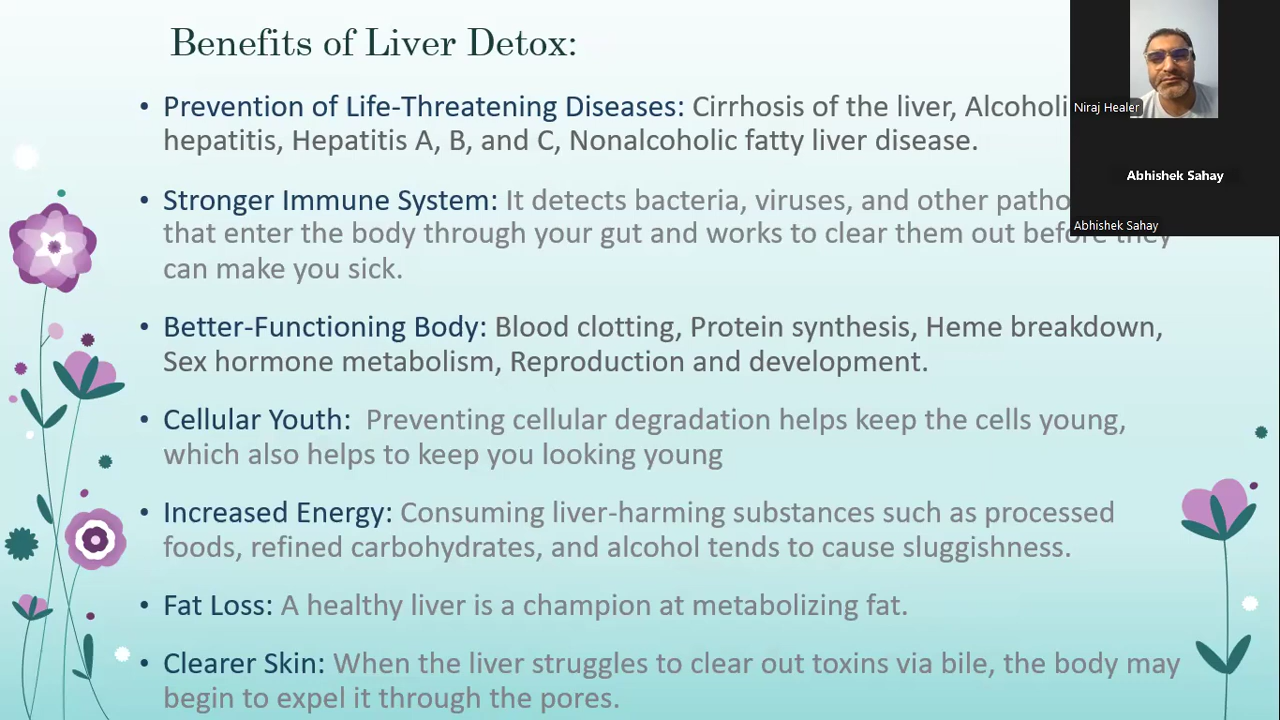 Benefits of Liver Detox:
• Prevention of Life-Threatening Diseases: Cirrhosis of the liver, Alcoholi
hepatitis, Hepatitis A, B, and C, Nonalcoholic fatty liver disease.
• Stronger Immune System: It detects bacteria, viruses, and other patho
that enter the body through your gut and works to clear them out before they
can make you sick.
• Better-Functioning Body: Blood clotting, Protein synthesis, Heme breakdown,
Sex hormone metabolism, Reproduction and development.
• Cellular Youth: Preventing cellular degradation helps keep the cells young,
which also helps to keep you looking young
• Increased Energy: Consuming liver-harming substances such as processed
foods, refined carbohydrates, and alcohol tends to cause sluggishness.
• Fat Loss: A healthy liver is a champion at metabolizing fat.
• Clearer Skin: When the liver struggles to clear out toxins via bile, the body may
begin to expel it through the pores.
Niraj Healer
Abhishek Sahay
Abhishek Sahay